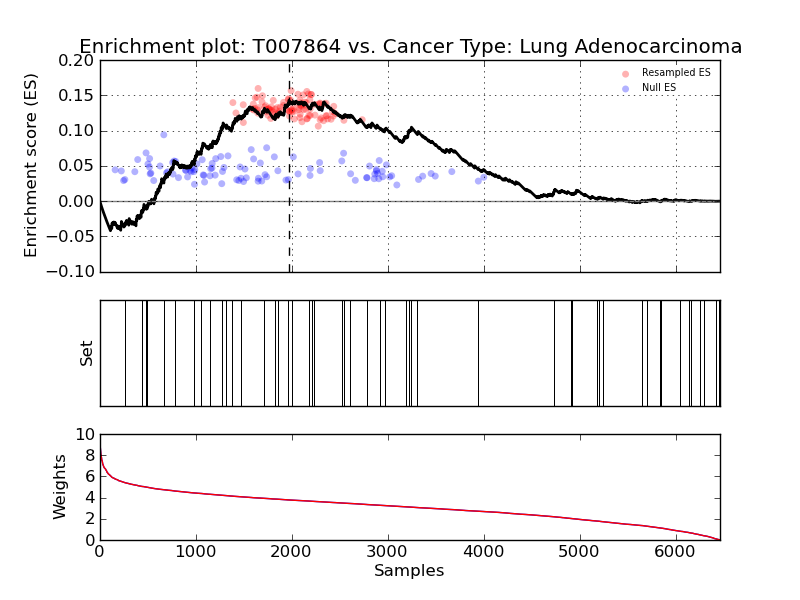 Enrichment plot: T007864 vs. Cancer Type: Lung Adenocarcinoma
Enrichment score (ES)
0.20
0.15
0.10
0.05
0.00
−0.05
−0.10
Resampled ES
Null ES
Set
Weights
10
8
6
4
2
0
0 1000 2000 3000 4000 5000 6000
Samples